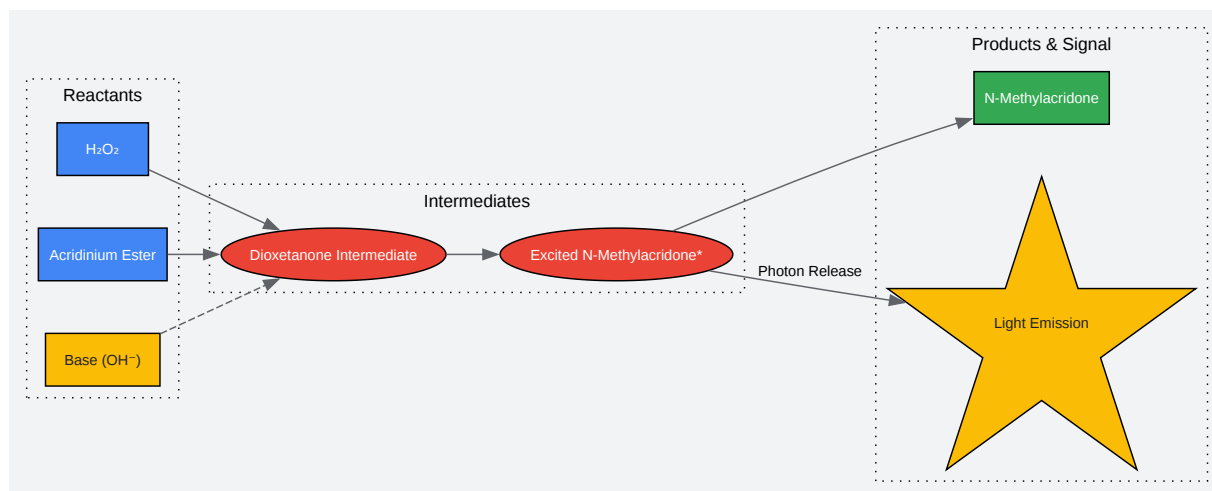 Reactants
H₂O₂
Acridinium Ester
Base (OH⁻)
Intermediates
Dioxetanone Intermediate
Excited N-Methylacridone*
Photon Release
Products & Signal
N-Methylacridone
Light Emission